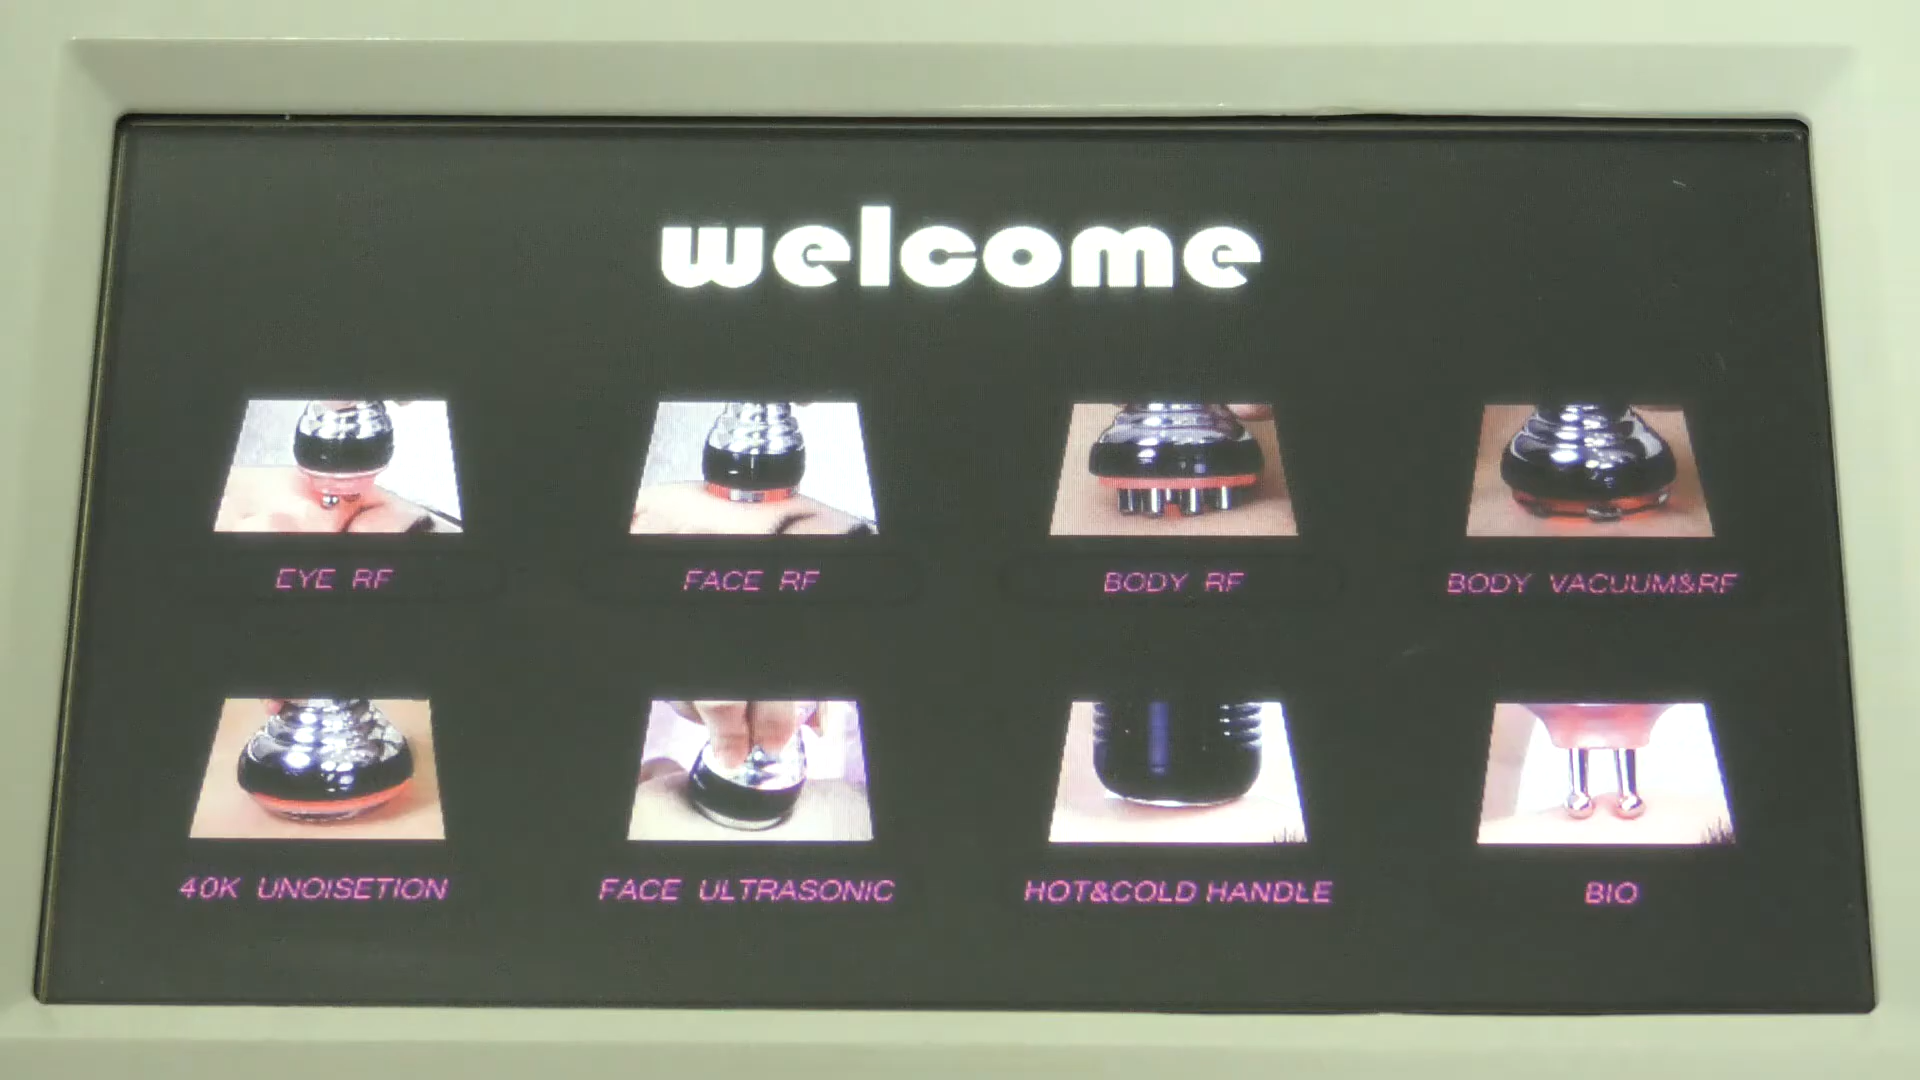 welcome
EYE RF
FACE RF
BODY RF
BODY VACUUM&RF
40K UNOISETION
FACE ULTRASONIC
HOT&COLD HANDLE
BIO